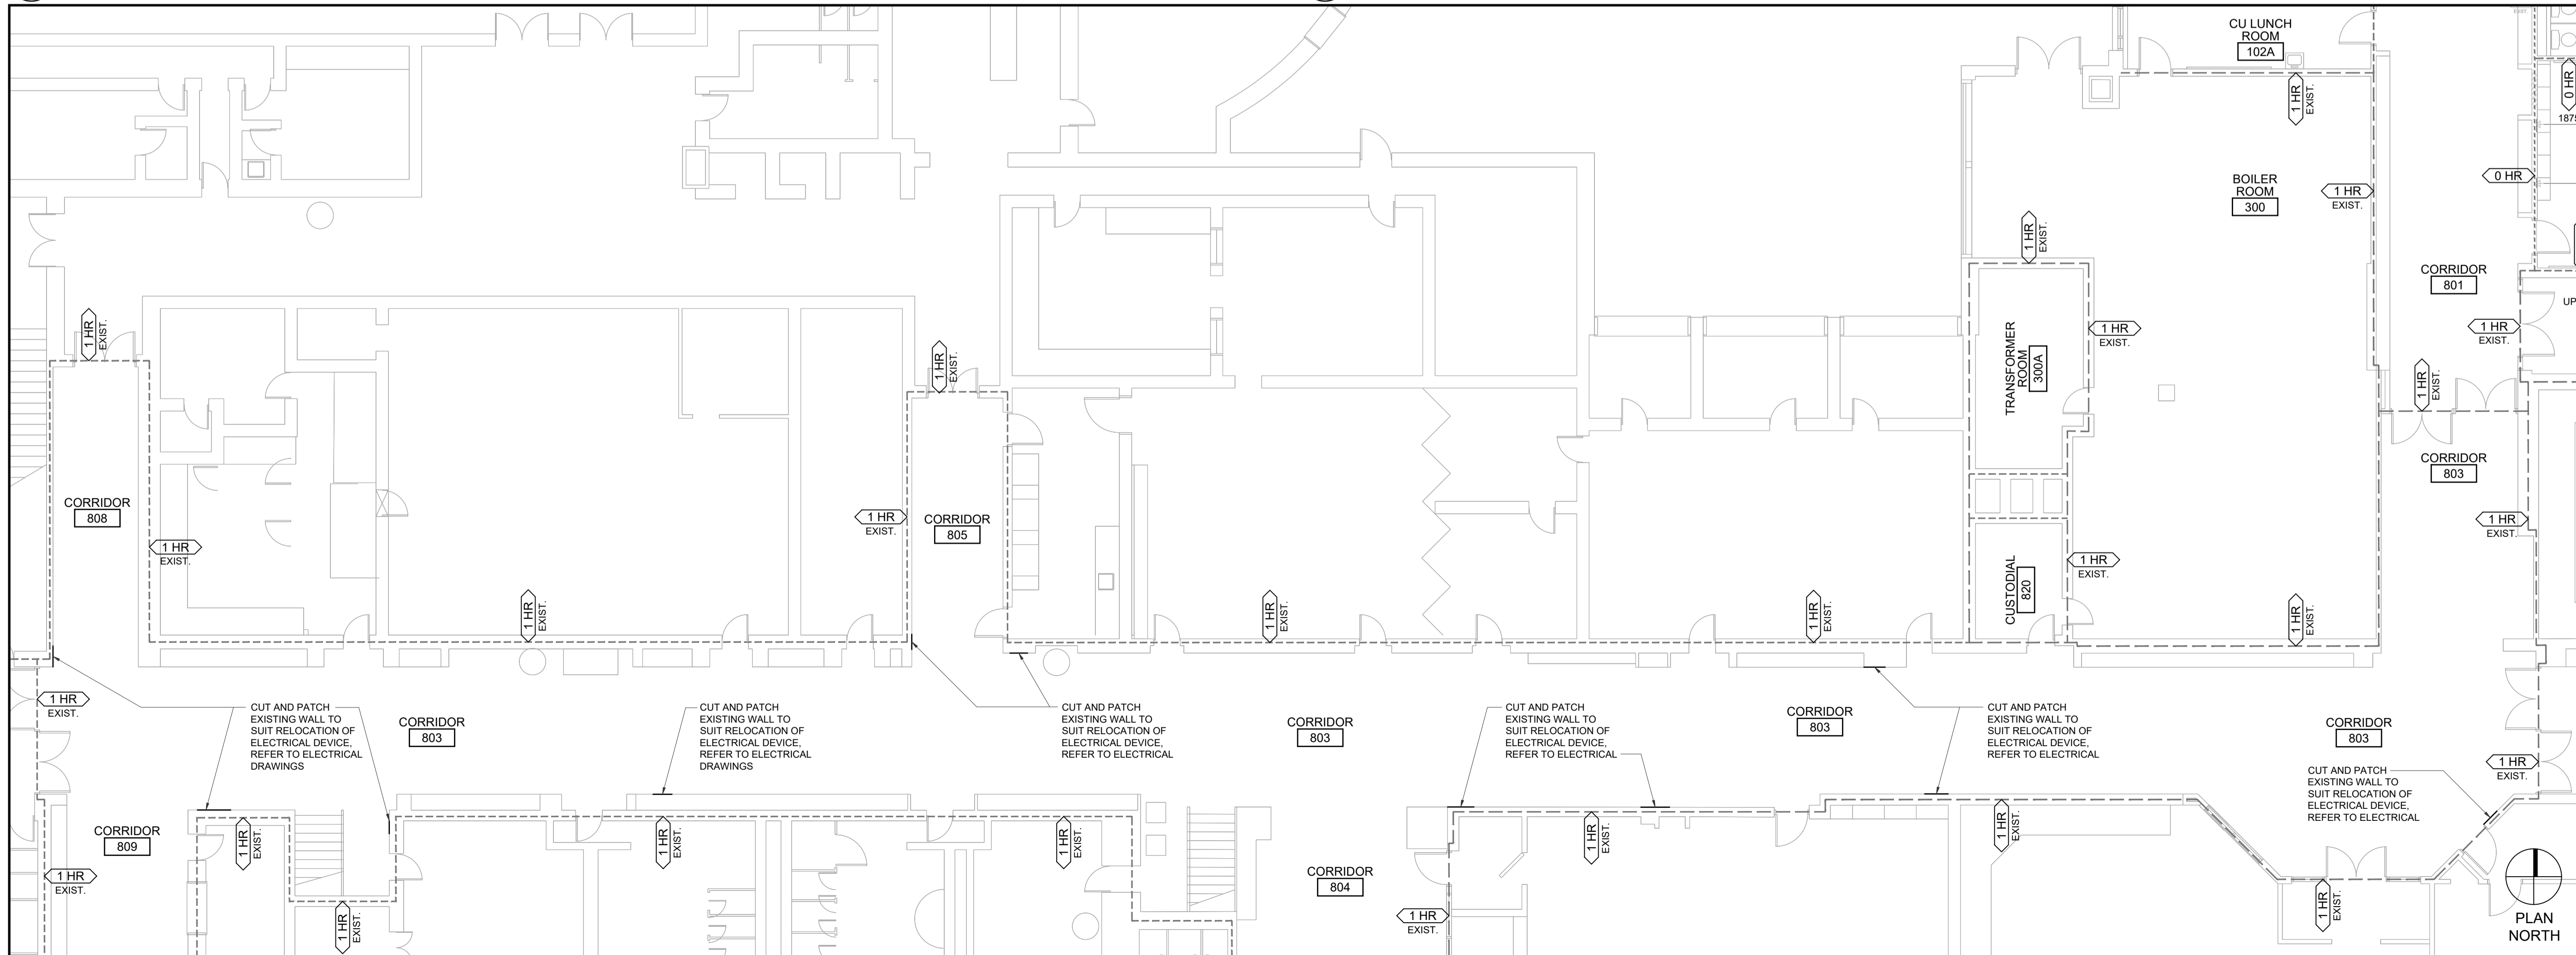 CU LUNCH
ROOM
102A
1 HR
EXIST.
0 HR
BOILER
ROOM
300
1 HR
EXIST.
0 HR
1 HR
EXIST.
CORRIDOR
801
UP
1 HR
EXIST.
1 HR
EXIST.
1 HR
EXIST.
TRANSFORMER
ROOM
300A
1 HR
EXIST.
1 HR
EXIST.
1 HR
EXIST.
CORRIDOR
803
CORRIDOR
808
1 HR
EXIST.
1 HR
EXIST.
CORRIDOR
805
1 HR
EXIST.
1 HR
EXIST.
CUSTODIAL
820
1 HR
EXIST.
1 HR
EXIST.
1 HR
EXIST.
1 HR
EXIST.
1 HR
EXIST.
1 HR
EXIST.
CUT AND PATCH
EXISTING WALL TO
SUIT RELOCATION OF
ELECTRICAL DEVICE,
REFER TO ELECTRICAL
DRAWINGS
CORRIDOR
803
CUT AND PATCH
EXISTING WALL TO
SUIT RELOCATION OF
ELECTRICAL DEVICE,
REFER TO ELECTRICAL
DRAWINGS
CUT AND PATCH
EXISTING WALL TO
SUIT RELOCATION OF
ELECTRICAL DEVICE,
REFER TO ELECTRICAL
CORRIDOR
803
CUT AND PATCH
EXISTING WALL TO
SUIT RELOCATION OF
ELECTRICAL DEVICE,
REFER TO ELECTRICAL
CORRIDOR
803
CUT AND PATCH
EXISTING WALL TO
SUIT RELOCATION OF
ELECTRICAL DEVICE,
REFER TO ELECTRICAL
CORRIDOR
803
CUT AND PATCH
EXISTING WALL TO
SUIT RELOCATION OF
ELECTRICAL DEVICE,
REFER TO ELECTRICAL
1 HR
EXIST.
CORRIDOR
809
1 HR
EXIST.
1 HR
EXIST.
1 HR
EXIST.
1 HR
EXIST.
1 HR
EXIST.
CORRIDOR
804
1 HR
EXIST.
1 HR
EXIST.
1 HR
EXIST.
1 HR
EXIST.
PLAN
NORTH